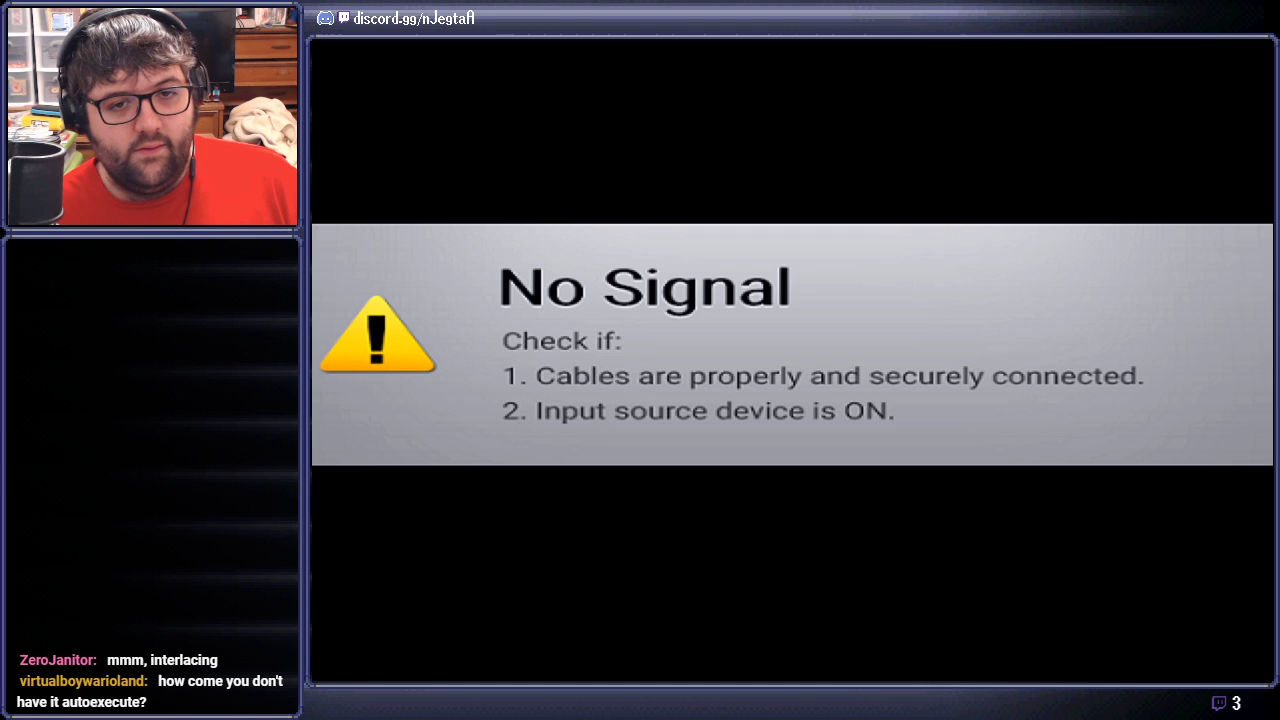 discord.gg/nJegtaA
No Signal
Check if:
1. Cables are properly and securely connected.
2. Input source device is ON.
ZeroJanitor: mmm, interlacing
virtualboywarioland: how come you don't
have it autoexecute?
3